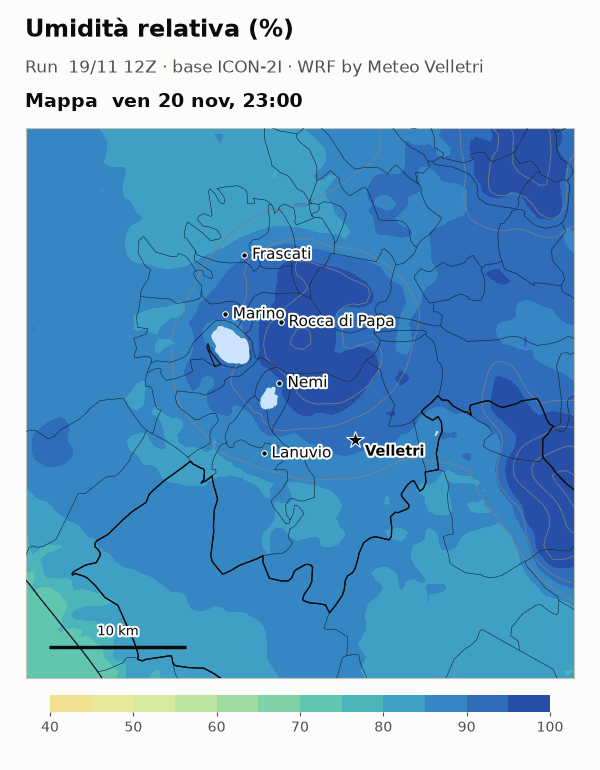 Umidità relativa (%)
Run  19/11 12Z · base ICON-2I · WRF by Meteo Velletri
Mappa  ven 20 nov, 23:00
Frascati
Marino
Rocca di Papa
Nemi
Velletri
Lanuvio
10 km
40 50 60 70 80 90 100